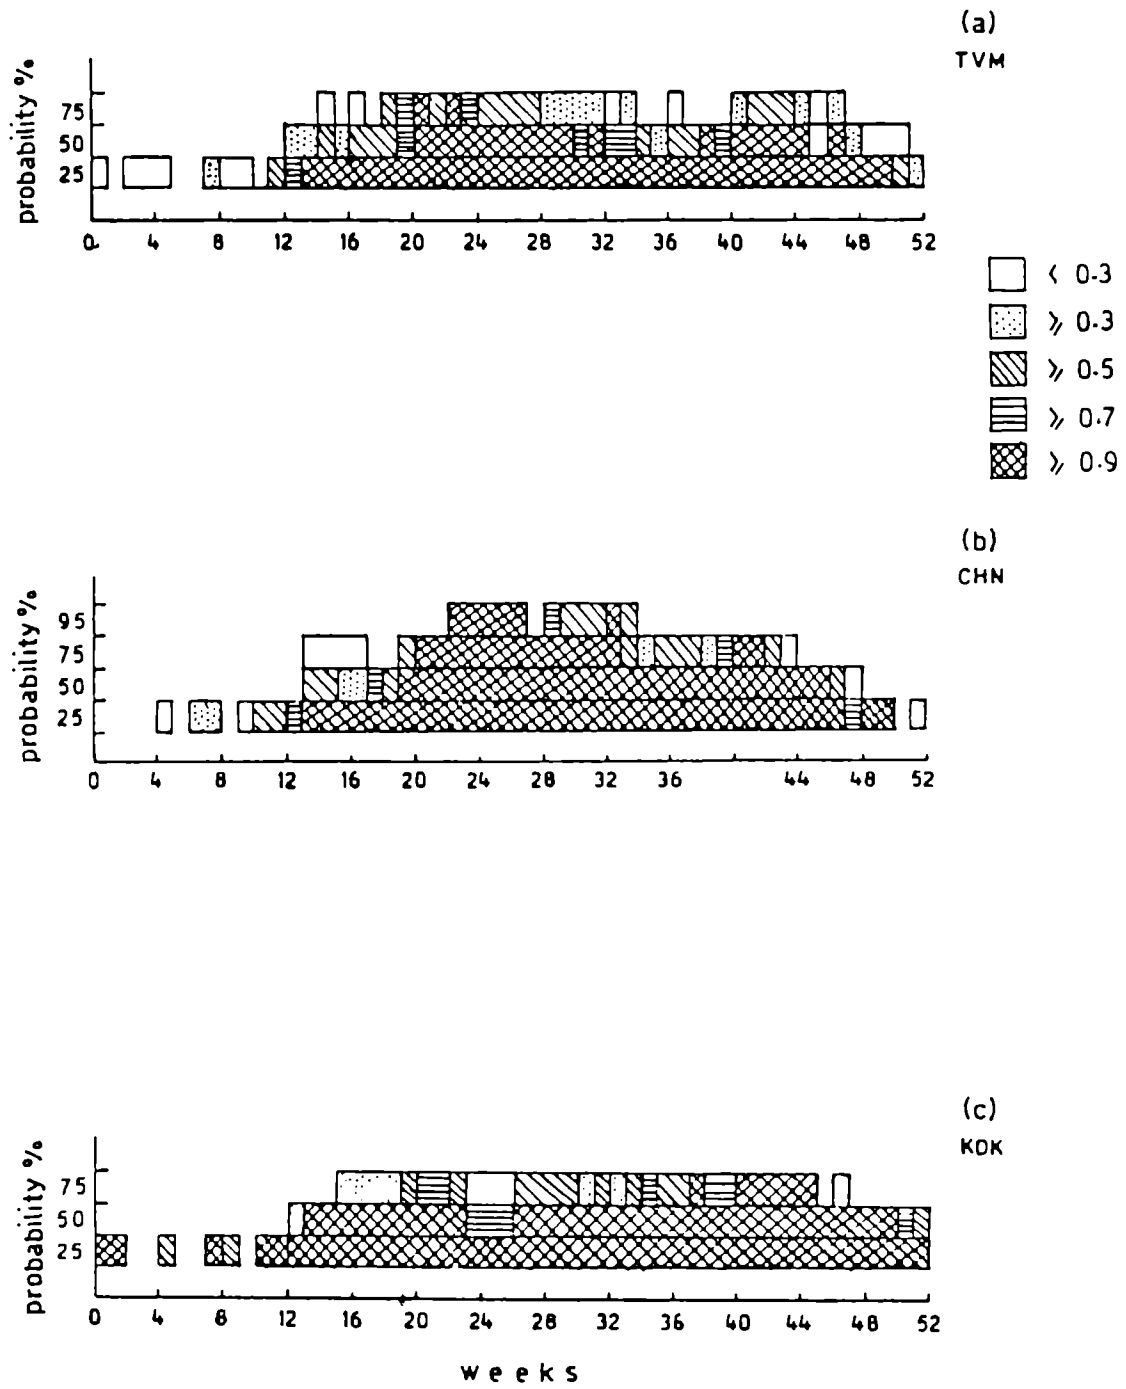 (a)
TVM
probability %
75
50
25
0 4 8 12 16 20 24 28 32 36 40 44 48 52
< 0.3
⩾ 0.3
⩾ 0.5
⩾ 0.7
⩾ 0.9
(b)
CHN
probability %
95
75
50
25
0 4 8 12 16 20 24 28 32 36 44 48 52
(c)
KDK
probability %
75
50
25
0 4 8 12 16 20 24 28 32 36 40 44 48 52
weeks